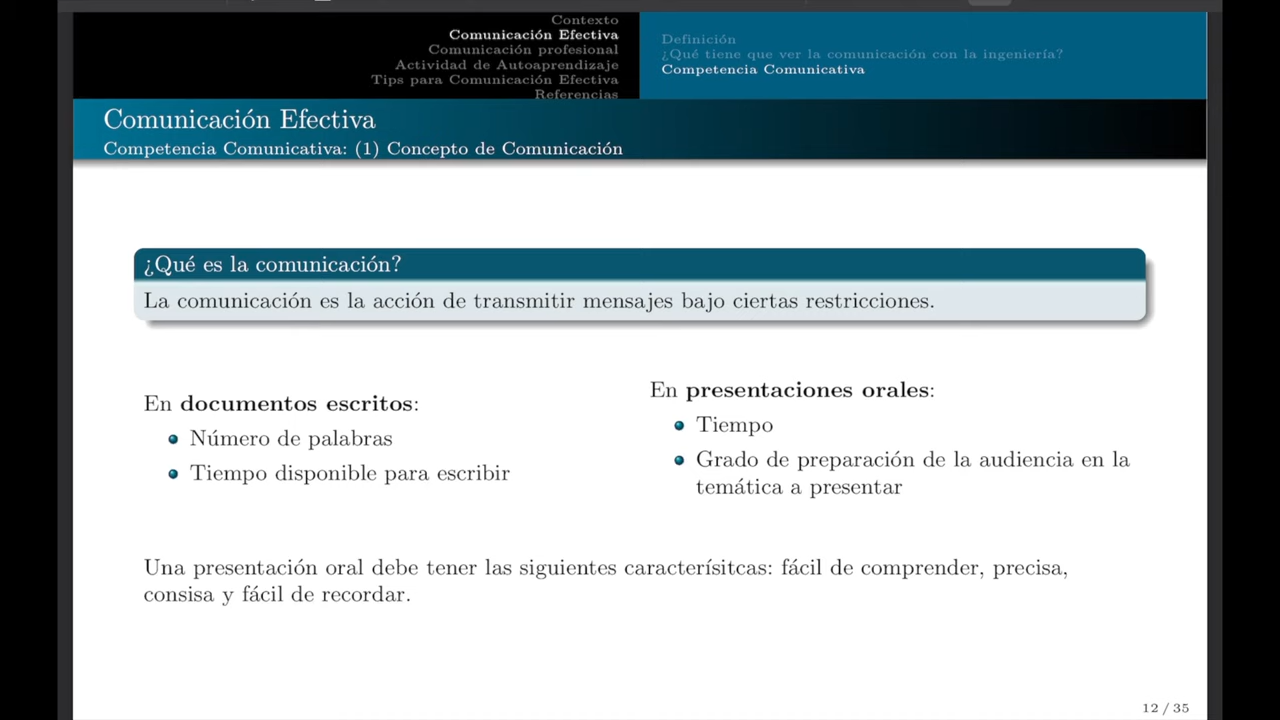 Contexto
Comunicación Efectiva
Comunicación profesional
Actividad de Autoaprendizaje
Tips para Comunicación Efectiva
Referencias
Definición
¿Qué tiene que ver la comunicación con la ingeniería?
Competencia Comunicativa
Comunicación Efectiva
Competencia Comunicativa: (1) Concepto de Comunicación
¿Qué es la comunicación?
La comunicación es la acción de transmitir mensajes bajo ciertas restricciones.
En documentos escritos:
Número de palabras
Tiempo disponible para escribir
En presentaciones orales:
Tiempo
Grado de preparación de la audiencia en la
temática a presentar
Una presentación oral debe tener las siguientes caracterísitcas: fácil de comprender, precisa,
consisa y fácil de recordar.
12 / 35